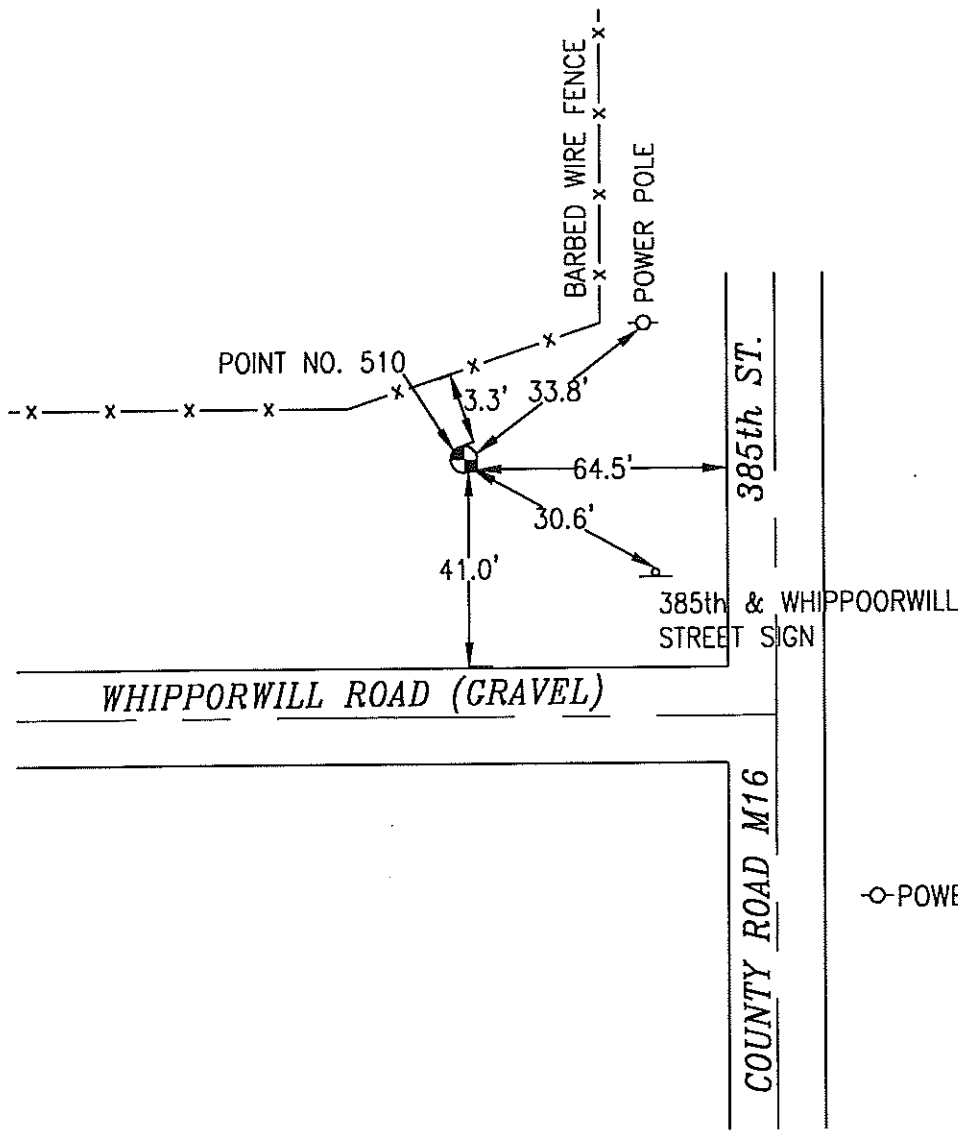 BARBED WIRE FENCE
POWER POLE
POINT NO. 510
3.3'
33.8'
385th ST.
64.5'
30.6'
41.0'
385th & WHIPPOORWILL
STREET SIGN
WHIPPORWILL ROAD (GRAVEL)
COUNTY ROAD M16
POWE